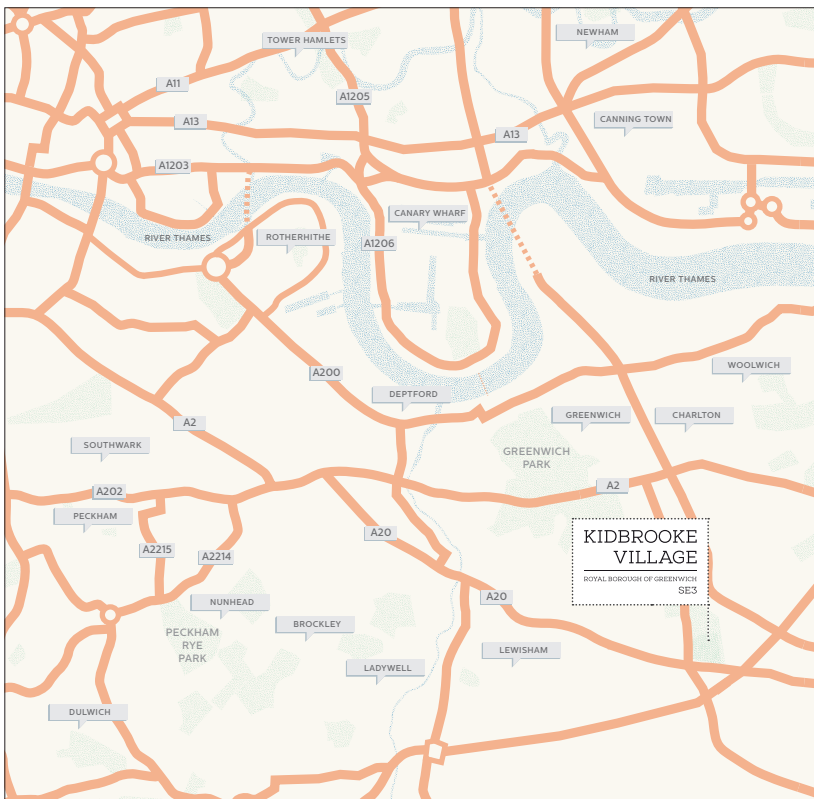 NEWHAM
TOWER HAMLETS
A11
A1205
A13
CANNING TOWN
A13
A1203
CANARY WHARF
RIVER THAMES
ROTHERHITHE
A1206
RIVER THAMES
WOOLWICH
A200
DEPTFORD
GREENWICH
CHARLTON
A2
SOUTHWARK
GREENWICH
PARK
A2
A202
PECKHAM
A20
KIDBROOKE
VILLAGE
ROYAL BOROUGH OF GREENWICH
SE3
A2215
A2214
A20
NUNHEAD
BROCKLEY
PECKHAM
RYE
PARK
LEWISHAM
LADYWELL
DULWICH